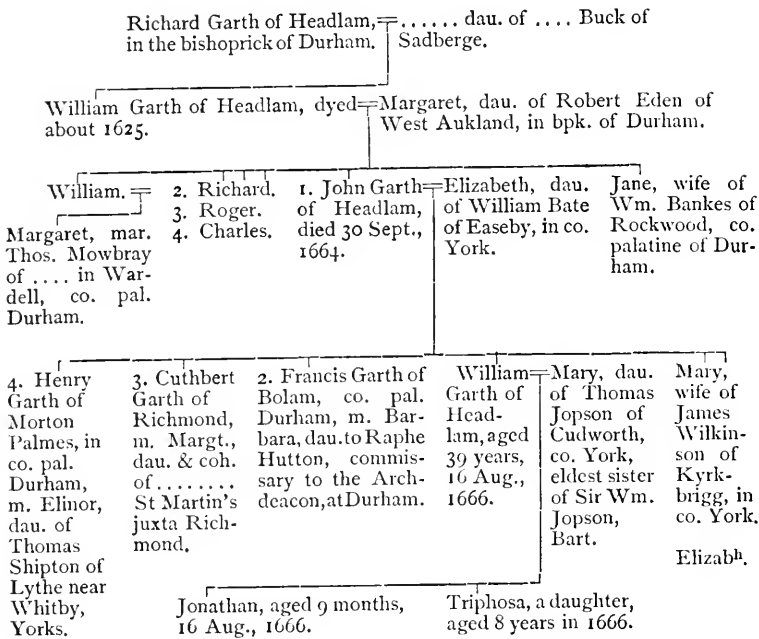 Richard Garth of Headlam,=...... dau. of .... Buck of
in the bishoprick of Durham. Sadberge.
William Garth of Headlam, dyed=Margaret, dau. of Robert Eden of
about 1625. West Aukland, in bpk. of Durham.
William. =
Margaret, mar.
Thos. Mowbray
of .... in War-
dell, co. pal.
Durham.
2. Richard.
3. Roger.
4. Charles.
1. John Garth=
of Headlam,
died 30 Sept.,
1664.
Elizabeth, dau.
of William Bate
of Easeby, in co.
York.
Jane, wife of
Wm. Bankes of
Rockwood, co.
palatine of Dur-
ham.
4. Henry
Garth of
Morton
Palmes, in
co. pal.
Durham,
m. Elinor,
dau. of
Thomas
Shipton of
Lythe near
Whitby,
Yorks.
3. Cuthbert
Garth of
Richmond,
m. Margt.,
dau. & coh.
of ........
St Martin's
juxta Rich-
mond.
2. Francis Garth of
Bolam, co. pal.
Durham, m. Bar-
bara, dau. to Raphe
Hutton, commis-
sary to the Arch-
deacon, at Durham.
William=
Garth of
Head-
lam, aged
39 years,
16 Aug.,
1666.
Mary, dau.
of Thomas
Jopson of
Cudworth,
co. York,
eldest sister
of Sir Wm.
Jopson,
Bart.
Mary,
wife of
James
Wilkin-
son of
Kyrk-
brigg, in
co. York.
Elizabh.
Jonathan, aged 9 months,
16 Aug., 1666.
Triphosa, a daughter,
aged 8 years in 1666.